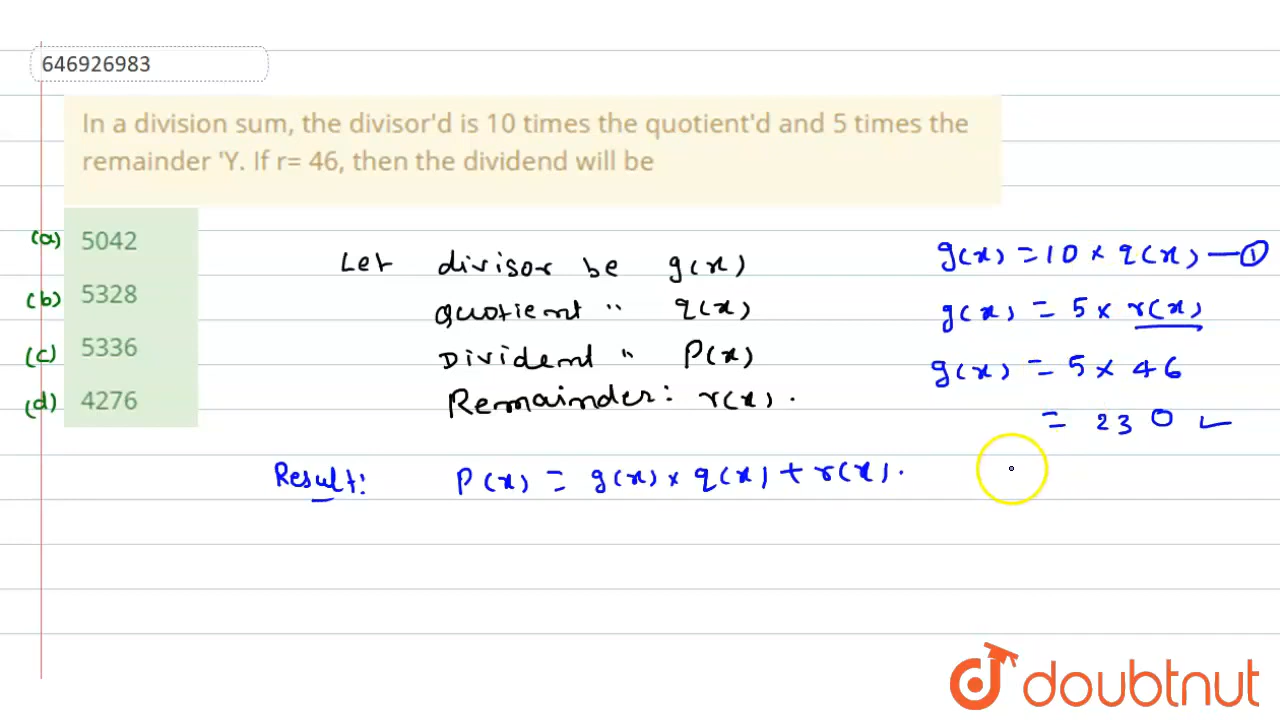 646926983
In a division sum, the divisor'd is 10 times the quotient'd and 5 times the
remainder 'Y. If r= 46, then the dividend will be
(a) 5042
(b) 5328
(c) 5336
(d) 4276
Let divisor be g(x)
quotient " q(x)
Divident " P(x)
Remainder: r(x).
g(x) = 10 × q(x) — ①
g(x) = 5 × r(x)
g(x) = 5 × 46
= 230 ✓
Result: P(x) = g(x) × q(x) + r(x).
doubtnut